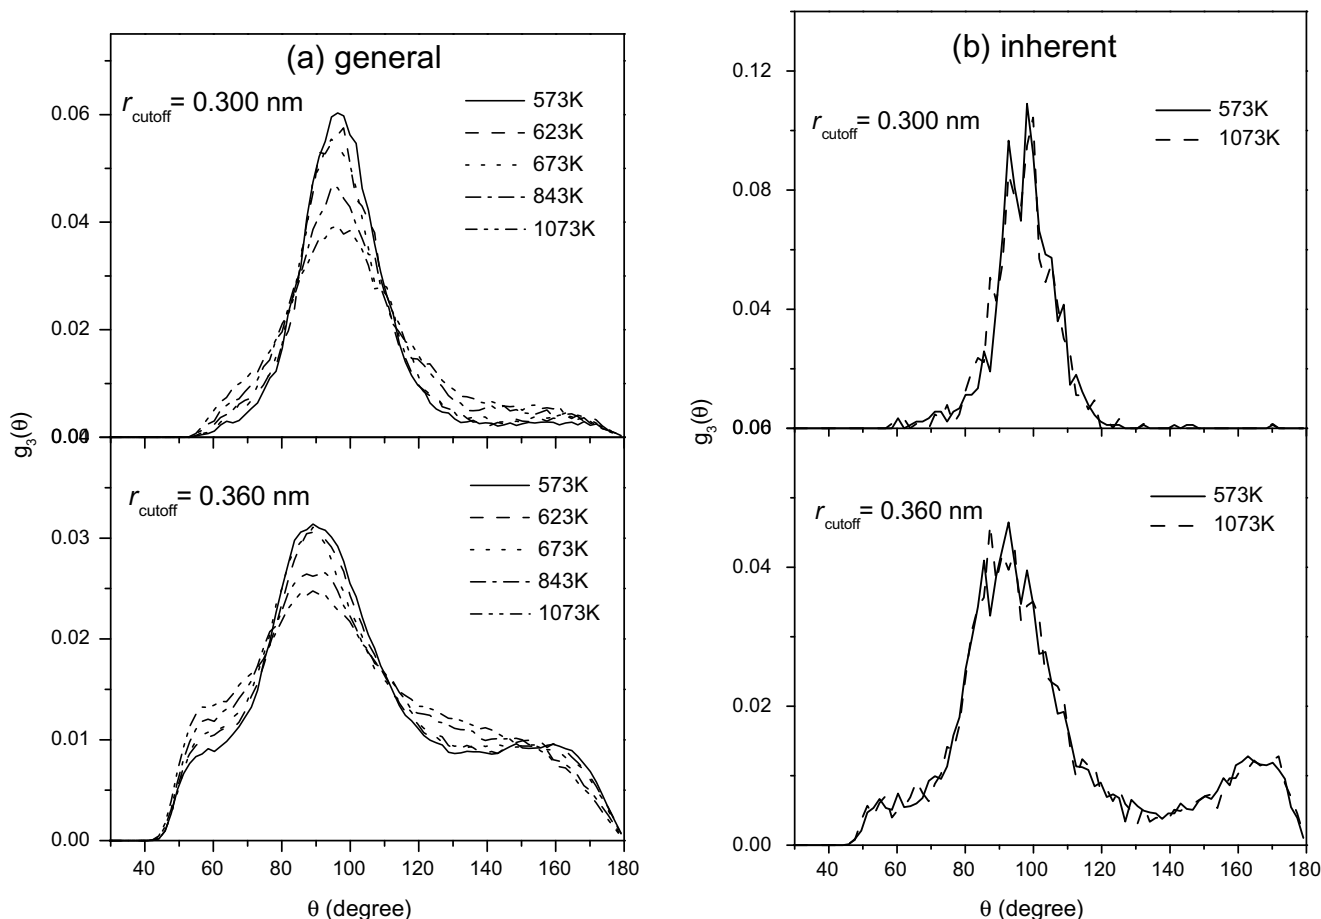 (a) general
r_cutoff = 0.300 nm
573K
623K
673K
843K
1073K
0.06
0.04
0.02
g₃(θ)
r_cutoff = 0.360 nm
573K
623K
673K
843K
1073K
0.03
0.02
0.01
0.00
40 60 80 100 120 140 160 180
θ (degree)
(b) inherent
r_cutoff = 0.300 nm
573K
1073K
0.12
0.08
0.04
g₃(θ)
r_cutoff = 0.360 nm
573K
1073K
0.04
0.02
0.00
40 60 80 100 120 140 160 180
θ (degree)